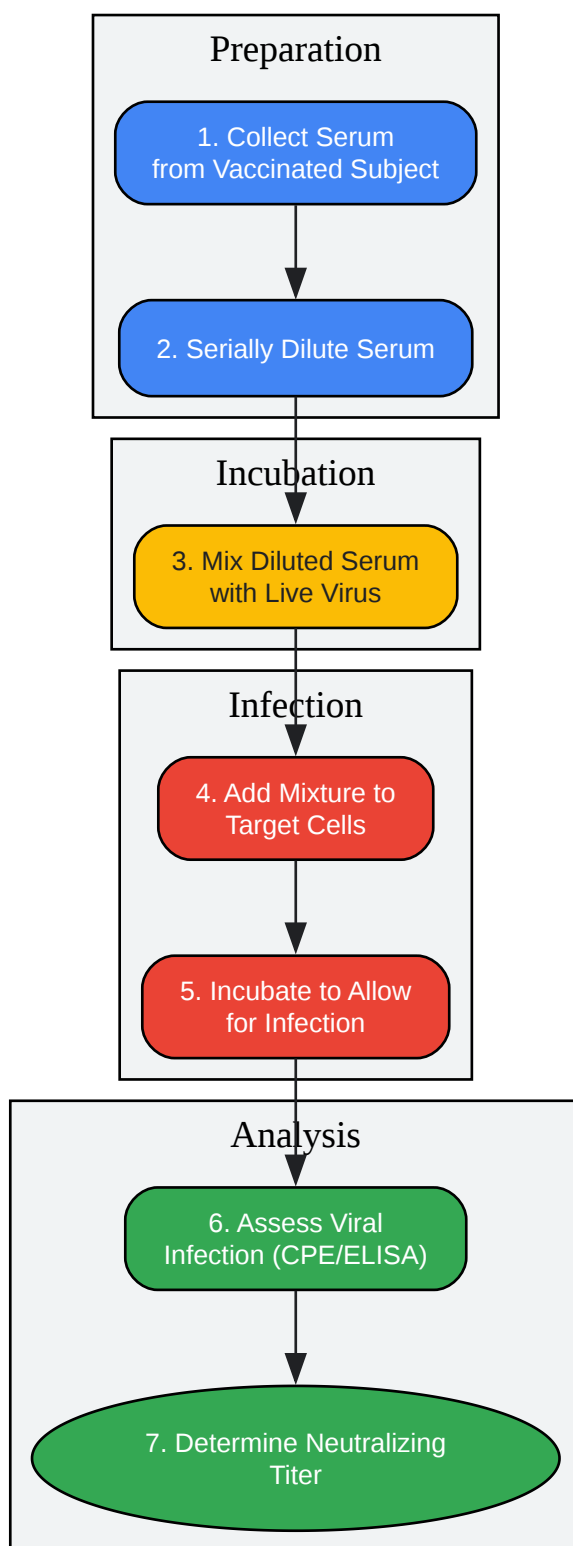 Preparation
1. Collect Serum
from Vaccinated Subject
2. Serially Dilute Serum
Incubation
3. Mix Diluted Serum
with Live Virus
Infection
4. Add Mixture to
Target Cells
5. Incubate to Allow
for Infection
Analysis
6. Assess Viral
Infection (CPE/ELISA)
7. Determine Neutralizing
Titer